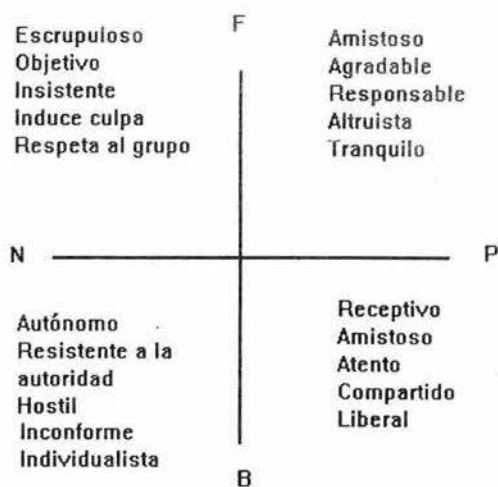 F
Escrupuloso
Objetivo
Insistente
Induce culpa
Respeta al grupo
Amistoso
Agradable
Responsable
Altruista
Tranquilo
N
P
Autónomo
Resistente a la
autoridad
Hostil
Inconforme
Individualista
Receptivo
Amistoso
Atento
Compartido
Liberal
B